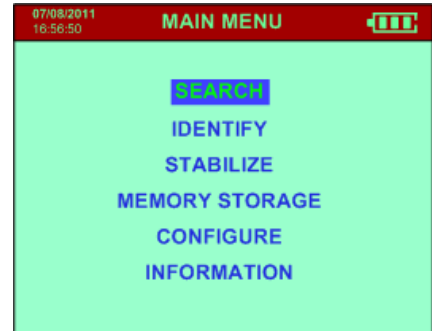 07/08/2011
16:56:50
MAIN MENU
SEARCH
IDENTIFY
STABILIZE
MEMORY STORAGE
CONFIGURE
INFORMATION